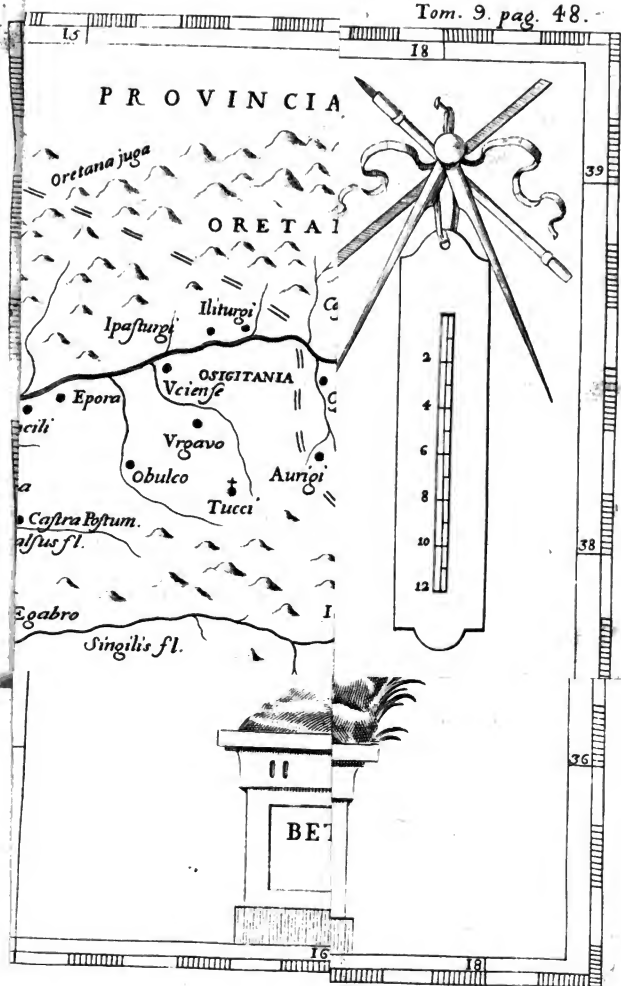 Tom. 9. pag. 48.
15
18
PROVINCIA
Oretana juga
39
ORETA
Iliturgi
Ipasturgi
OSIGITANIA
Vciense
2
Epora
4
Vrgavo
6
Obulco
Aurigi
8
Tucci
Castra Postum.
10
38
12
Egabro
Singilis fl.
36
BET
16
18